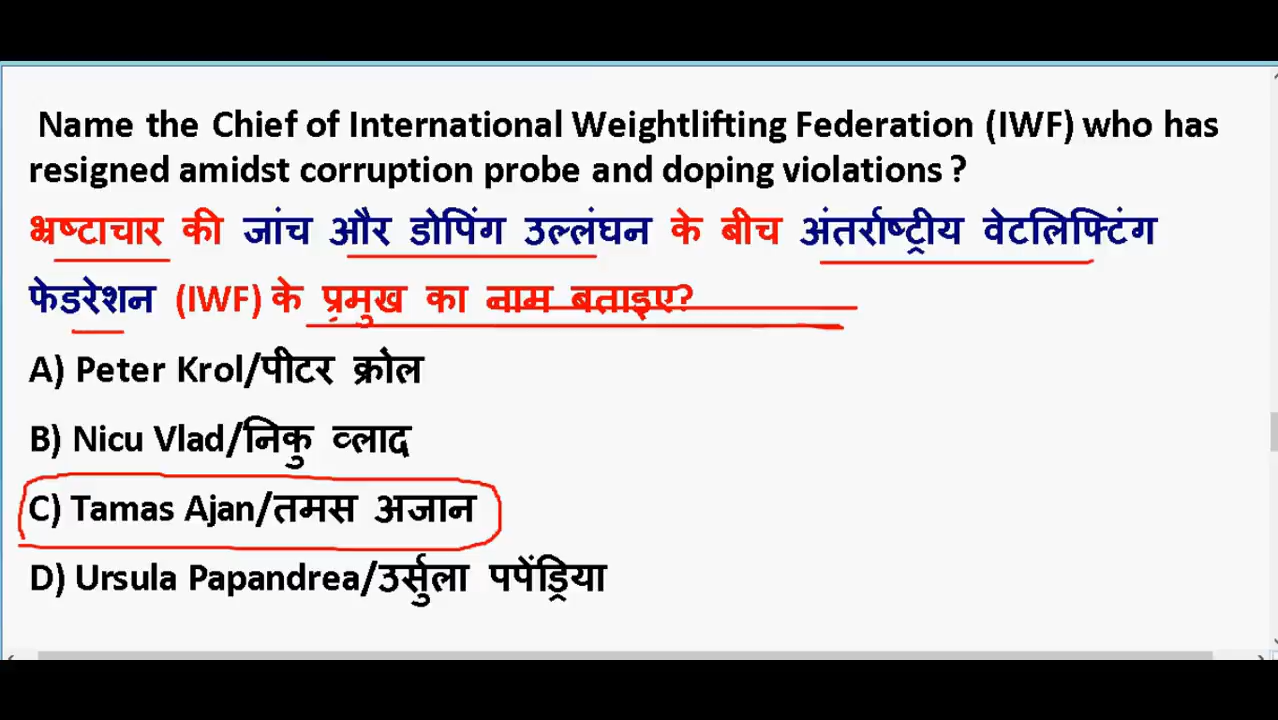 Name the Chief of International Weightlifting Federation (IWF) who has
resigned amidst corruption probe and doping violations ?
भ्रष्टाचार की जांच और डोपिंग उल्लंघन के बीच अंतर्राष्ट्रीय वेटलिफ्टिंग
फेडरेशन (IWF) के प्रमुख का नाम बताइए?
A) Peter Krol/पीटर क्रोल
B) Nicu Vlad/निकु व्लाद
C) Tamas Ajan/तमस अजान
D) Ursula Papandrea/उर्सुला पपेंड्रिया